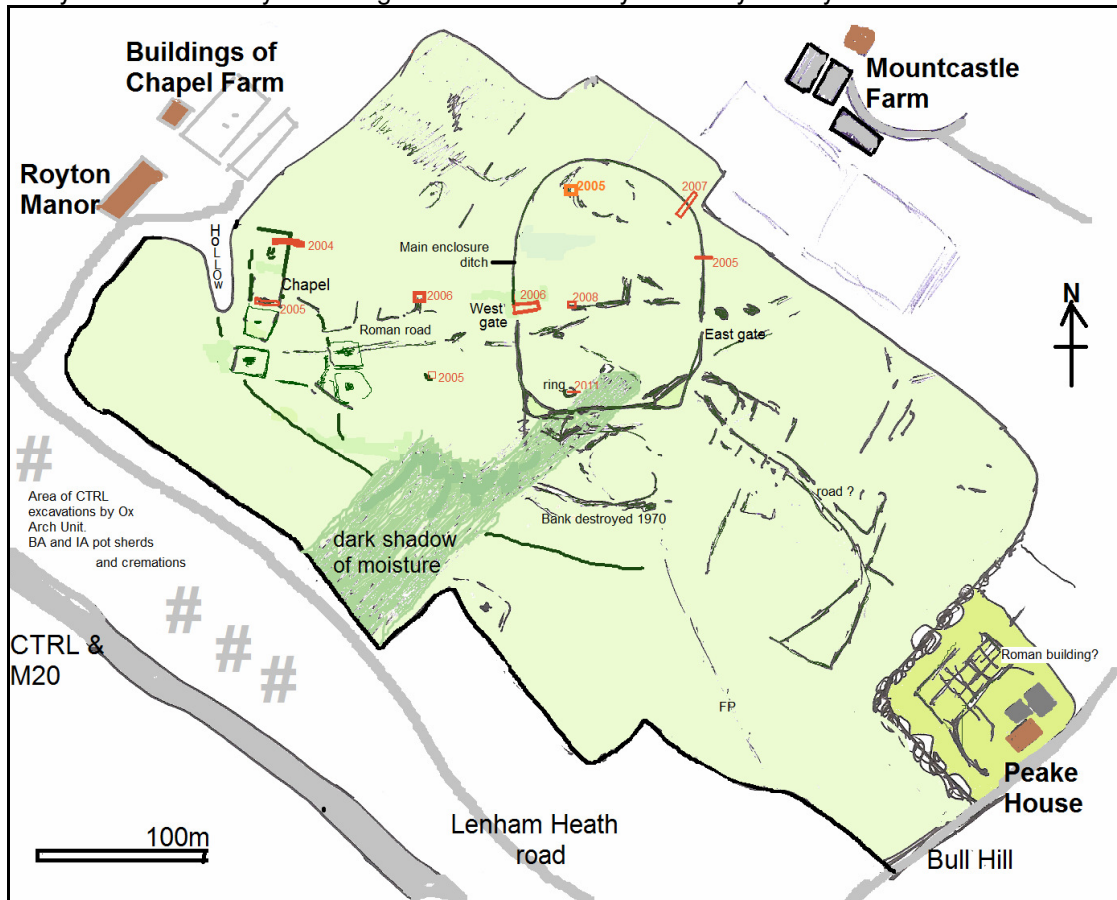 Buildings of
Chapel Farm
Mountcastle
Farm
Royton
Manor
HOLLOW
2004
Chapel
2005
2006
Roman road
2005
Main enclosure
ditch
2005
2007
2005
West
gate
2006
2008
East gate
ring
2011
N
#
Area of CTRL
excavations by Ox
Arch Unit.
BA and IA pot sherds
and cremations
dark shadow
of moisture
Bank destroyed 1970
road ?
CTRL &
M20
#
#
#
Roman building?
FP
Peake
House
100m
Lenham Heath
road
Bull Hill